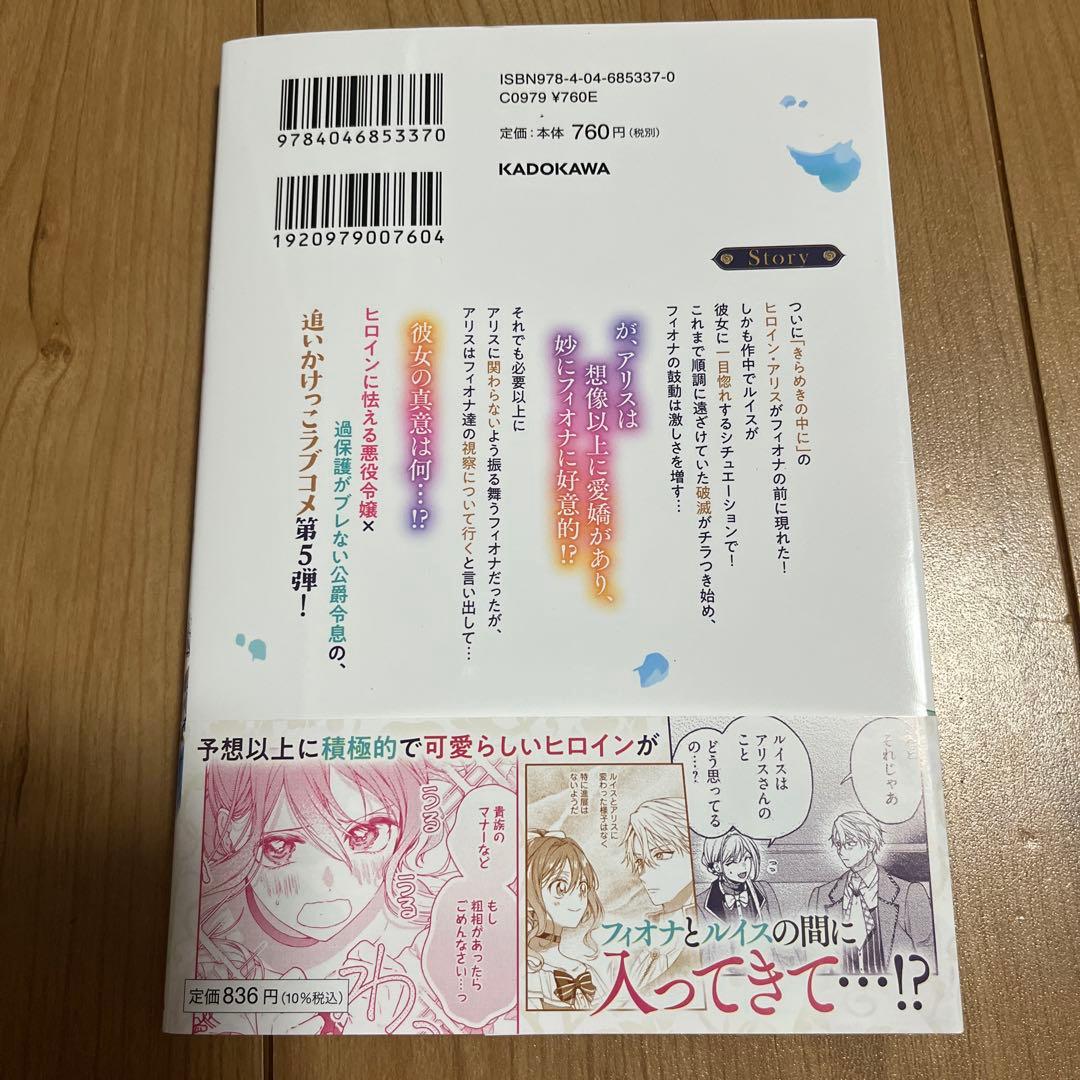 ISBN978-4-04-685337-0
C0979 ¥760E
定価:本体 760円(税別)
KADOKAWA
9784046853370
1920979007604
Story
ついに「きらめきの中に」の
ヒロイン・アリスがフィオナの前に現れた!
しかも作中でルイスが
彼女に一目惚れするシチュエーションで!
これまで順調に遠ざけていた破滅がチラつき始め、
フィオナの鼓動は激しさを増す…
が、アリスは
想像以上に愛嬌があり、
妙にフィオナに好意的!?
それでも必要以上に
アリスに関わらないよう振る舞うフィオナだったが、
アリスはフィオナ達の視察について行くと言い出して…
彼女の真意は何…!?
ヒロインに怯える悪役令嬢×
過保護がブレない公爵令息の、
追いかけっこラブコメ第5弾!
予想以上に積極的で可愛らしいヒロインが
それじゃあ
ルイスは
アリスさんの
こと
どう思ってる
の…?
ルイスとアリスに
変わった様子はなく
特に進展は
ないようだ
貴族の
マナーなど
もし
粗相があったら
ごめんなさい…っ
うる
うる
フィオナとルイスの間に
入ってきて…!?
定価836円(10%税込)